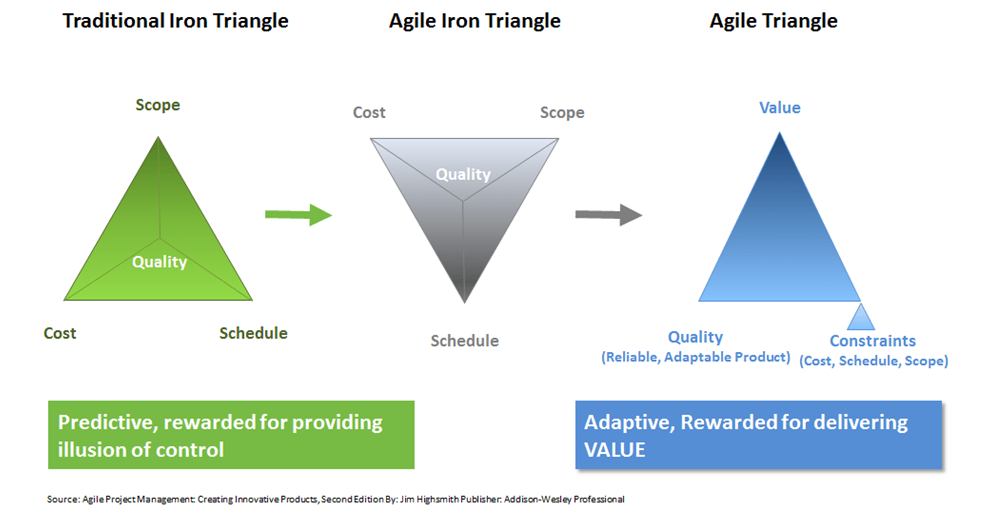 Traditional Iron Triangle
Agile Iron Triangle
Agile Triangle
Scope
Cost
Scope
Value
Quality
Quality
Cost
Schedule
Schedule
Quality
(Reliable, Adaptable Product)
Constraints
(Cost, Schedule, Scope)
Predictive, rewarded for providing
illusion of control
Adaptive, Rewarded for delivering
VALUE
Source: Agile Project Management: Creating Innovative Products, Second Edition By: Jim Highsmith Publisher: Addison-Wesley Professional